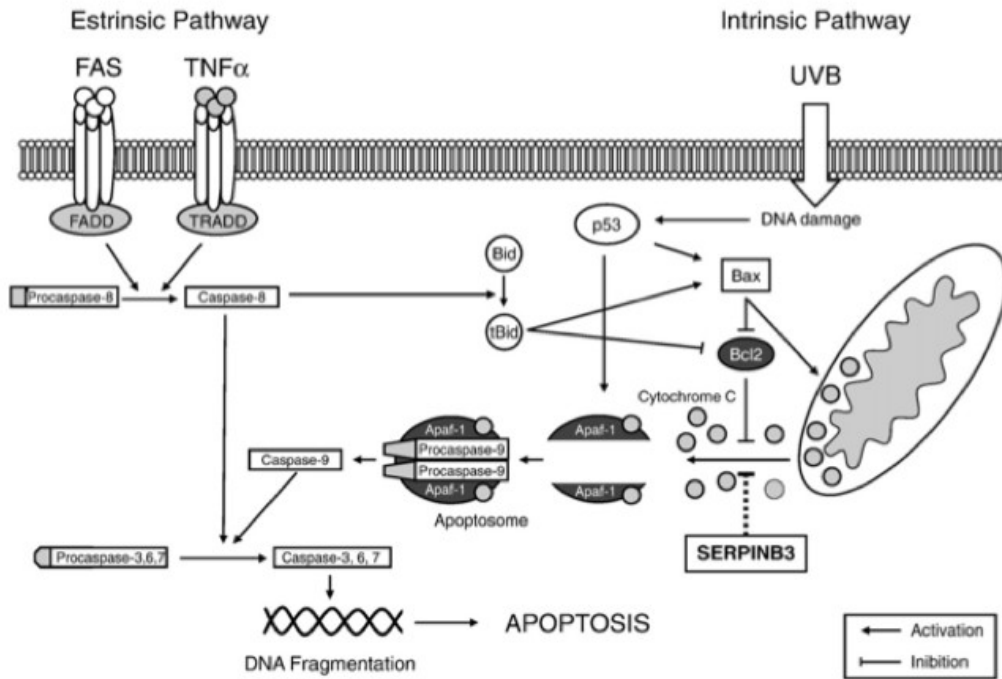 Estrinsic Pathway
Intrinsic Pathway
FAS
TNFα
UVB
FADD
TRADD
p53
DNA damage
Bid
Bax
Procaspase-8
Caspase-8
tBid
Bcl2
Cytochrome C
Apaf-1
Apaf-1
Procaspase-9
Caspase-9
Procaspase-9
Apaf-1
Apaf-1
Apoptosome
SERPINB3
Procaspase-3,6,7
Caspase-3, 6, 7
APOPTOSIS
DNA Fragmentation
Activation
Inibition